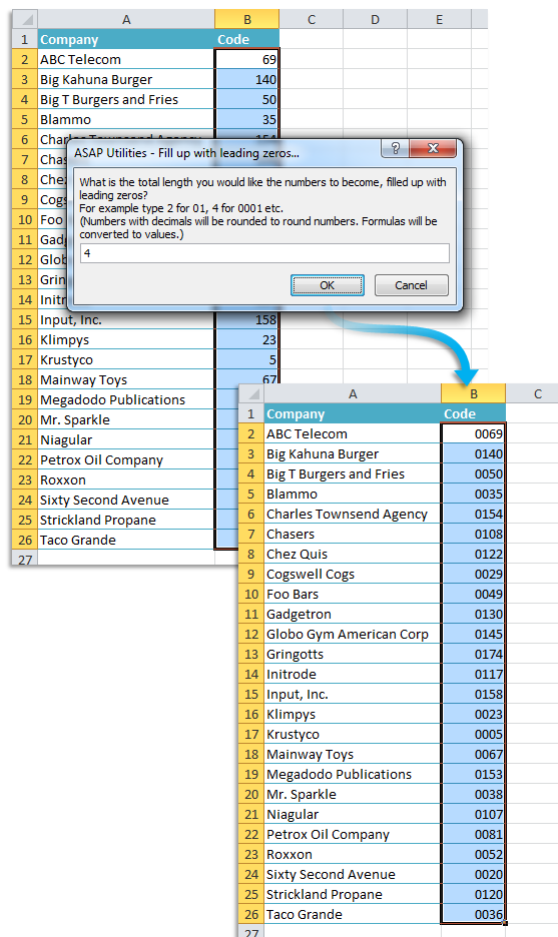 A B C D E
1 Company Code
2 ABC Telecom 69
3 Big Kahuna Burger 140
4 Big T Burgers and Fries 50
5 Blammo 35
6
7
8
9
10 Foo
11
12
13
14
ASAP Utilities - Fill up with leading zeros...
What is the total length you would like the numbers to become, filled up with
leading zeros?
For example type 2 for 01, 4 for 0001 etc.
(Numbers with decimals will be rounded to round numbers. Formulas will be
converted to values.)
4
OK Cancel
15 Input, Inc. 158
16 Klimpys 23
17 Krustyco 5
18 Mainway Toys 67
19 Megadodo Publications
20 Mr. Sparkle
21 Niagular
22 Petrox Oil Company
23 Roxxon
24 Sixty Second Avenue
25 Strickland Propane
26 Taco Grande
27
A B C
1 Company Code
2 ABC Telecom 0069
3 Big Kahuna Burger 0140
4 Big T Burgers and Fries 0050
5 Blammo 0035
6 Charles Townsend Agency 0154
7 Chasers 0108
8 Chez Quis 0122
9 Cogswell Cogs 0029
10 Foo Bars 0049
11 Gadgetron 0130
12 Globo Gym American Corp 0145
13 Gringotts 0174
14 Initrode 0117
15 Input, Inc. 0158
16 Klimpys 0023
17 Krustyco 0005
18 Mainway Toys 0067
19 Megadodo Publications 0153
20 Mr. Sparkle 0038
21 Niagular 0107
22 Petrox Oil Company 0081
23 Roxxon 0052
24 Sixty Second Avenue 0020
25 Strickland Propane 0120
26 Taco Grande 0036
27